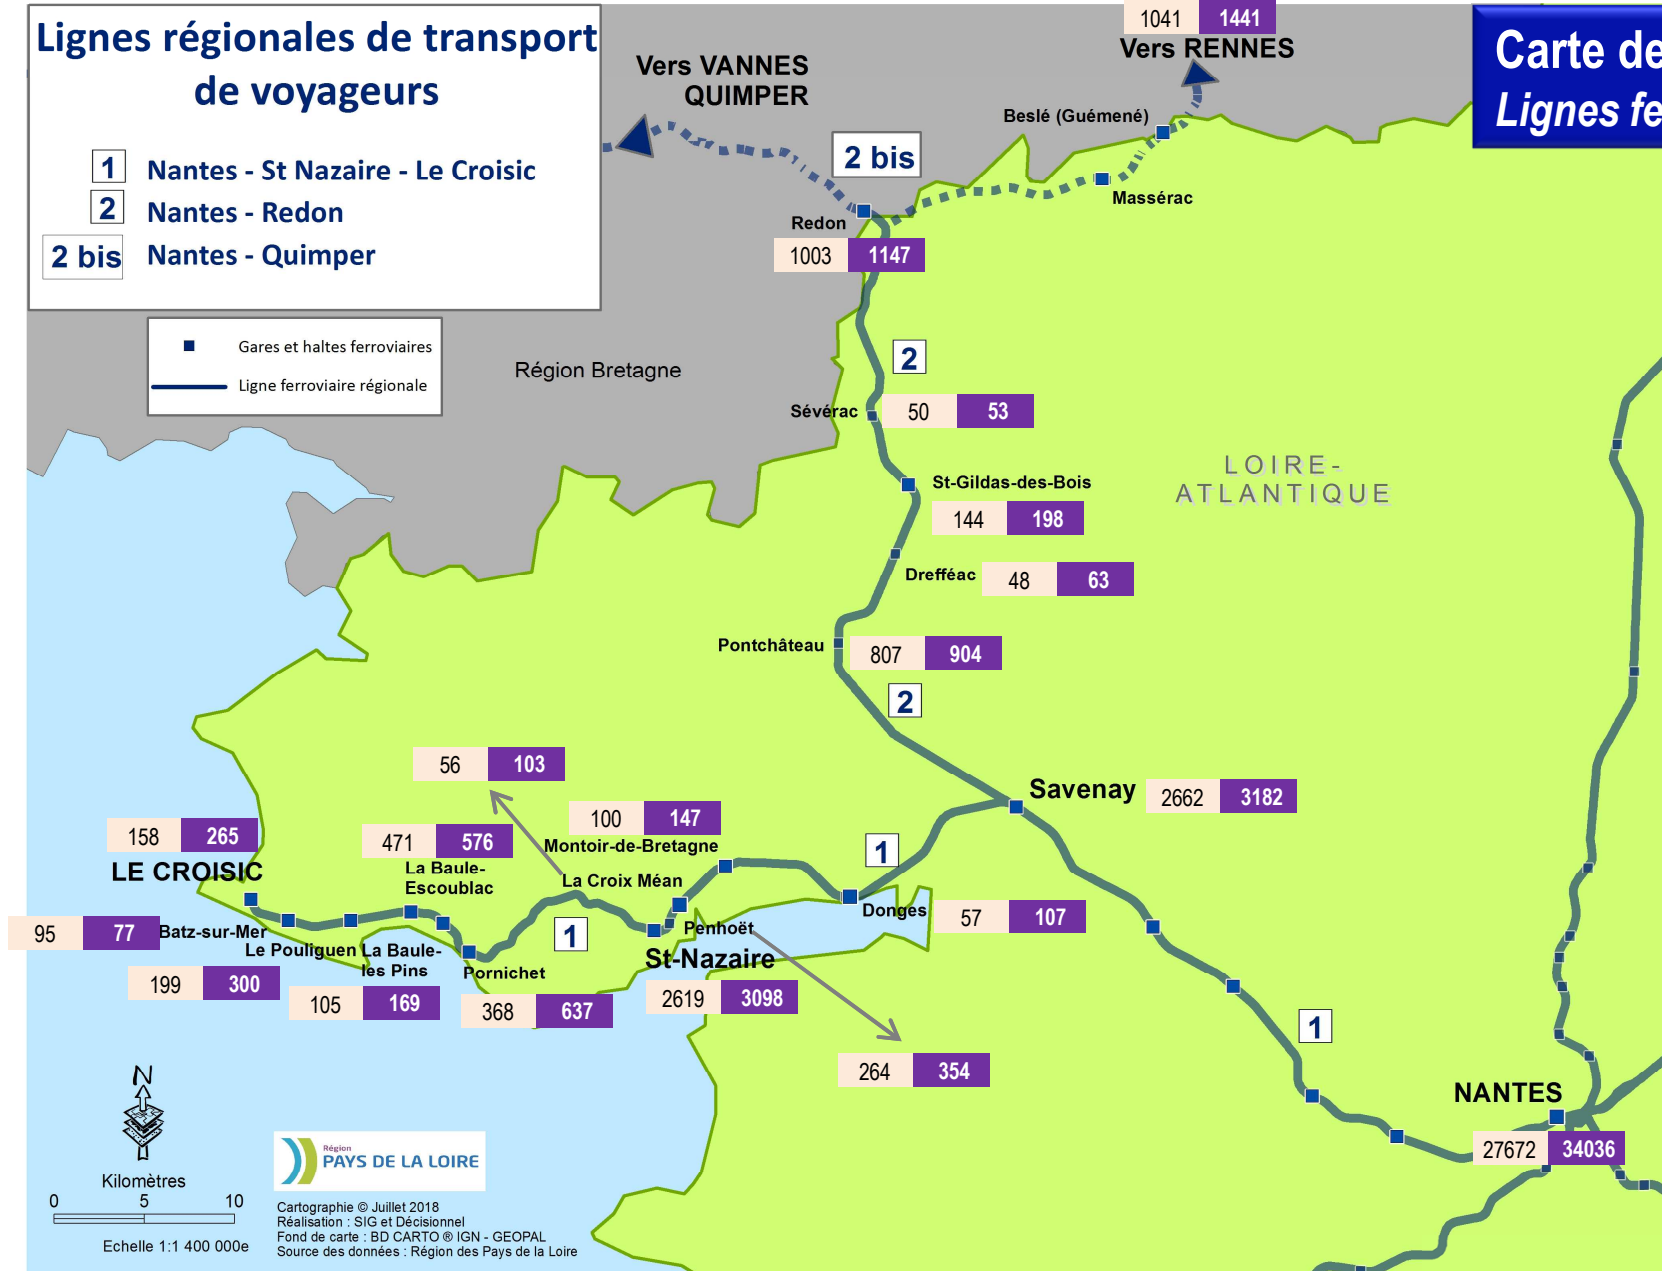 Lignes régionales de transport
de voyageurs
1 Nantes - St Nazaire - Le Croisic
2 Nantes - Redon
2 bis Nantes - Quimper
Gares et haltes ferroviaires
Ligne ferroviaire régionale
1041 1441
Vers RENNES
Vers VANNES
QUIMPER
Carte de
Lignes fe
Beslé (Guémené)
2 bis
Massérac
Redon
1003 1147
2
Région Bretagne
Sévérac 50 53
LOIRE-
ATLANTIQUE
St-Gildas-des-Bois
144 198
Drefféac 48 63
Pontchâteau 807 904
2
56 103
Savenay 2662 3182
100 147
Montoir-de-Bretagne
158 265
LE CROISIC
471 576
La Baule-
Escoublac
La Croix Méan
1
Donges 57 107
95 77 Batz-sur-Mer
Le Pouliguen
La Baule-
les Pins
Pornichet
1
Penhoët
St-Nazaire
199 300
105 169
368 637
2619 3098
264 354
1
NANTES
27672 34036
N
Kilomètres
0 5 10
Echelle 1:1 400 000e
Région
PAYS DE LA LOIRE
Cartographie © Juillet 2018
Réalisation : SIG et Décisionnel
Fond de carte : BD CARTO ® IGN - GEOPAL
Source des données : Région des Pays de la Loire